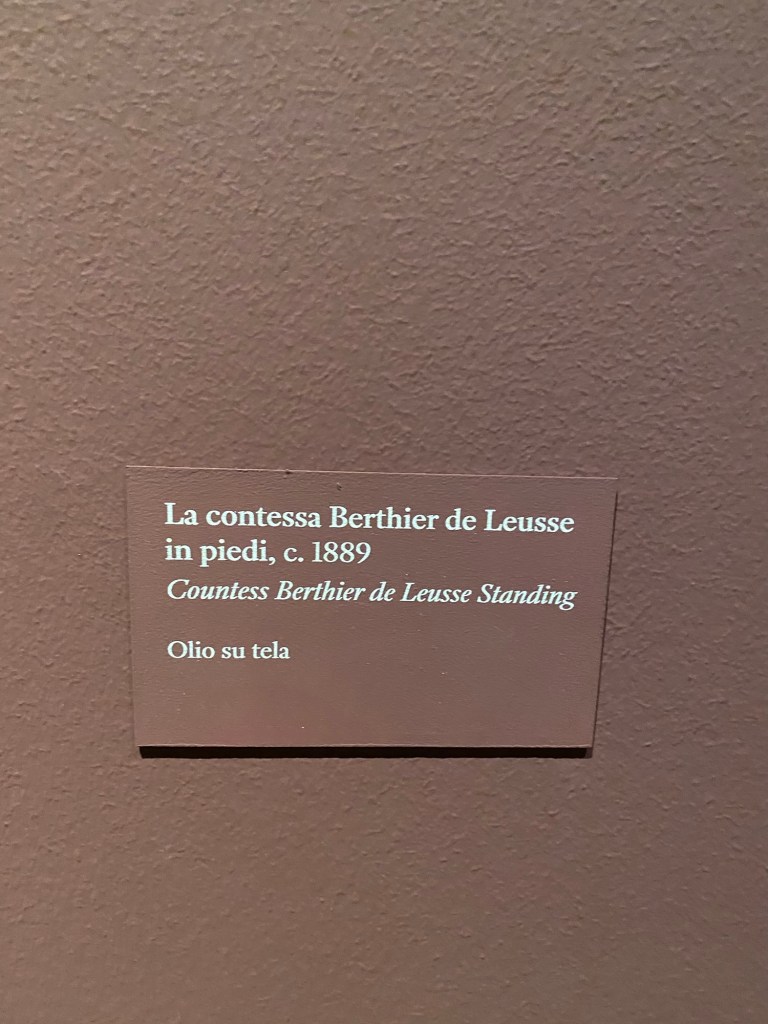 La contessa Berthier de Leusse
in piedi, c. 1889
Countess Berthier de Leusse Standing
Olio su tela